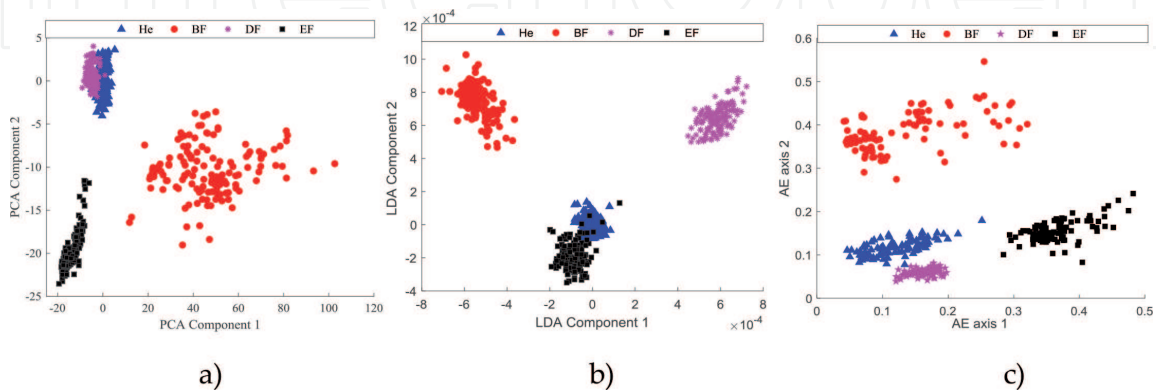 He BF DF EF
5
0
-5
-10
-15
-20
-25
-20 0 20 40 60 80 100 120
PCA Component 2
PCA Component 1
a)
×10⁻⁴
He BF DF EF
12
10
8
6
4
2
0
-2
-4
-8 -6 -4 -2 0 2 4 6 8
LDA Component 2
LDA Component 1
×10⁻⁴
b)
He BF DF EF
0.6
0.5
0.4
0.3
0.2
0.1
0
0 0.1 0.2 0.3 0.4 0.5
AE axis 2
AE axis 1
c)